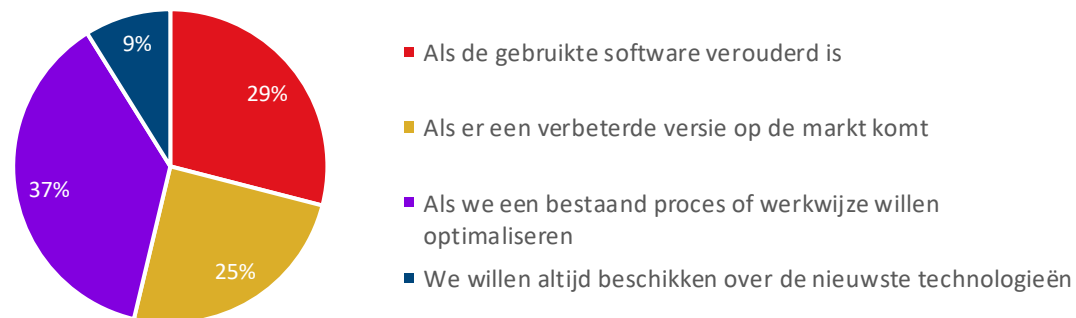 9%
29%
37%
25%
Als de gebruikte software verouderd is
Als er een verbeterde versie op de markt komt
Als we een bestaand proces of werkwijze willen
optimaliseren
We willen altijd beschikken over de nieuwste technologieën